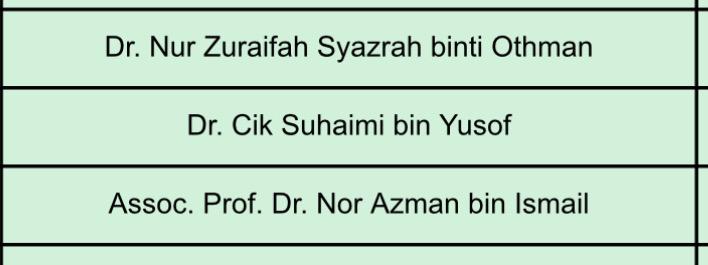 Dr. Nur Zuraifah Syazrah binti Othman
Dr. Cik Suhaimi bin Yusof
Assoc. Prof. Dr. Nor Azman bin Ismail